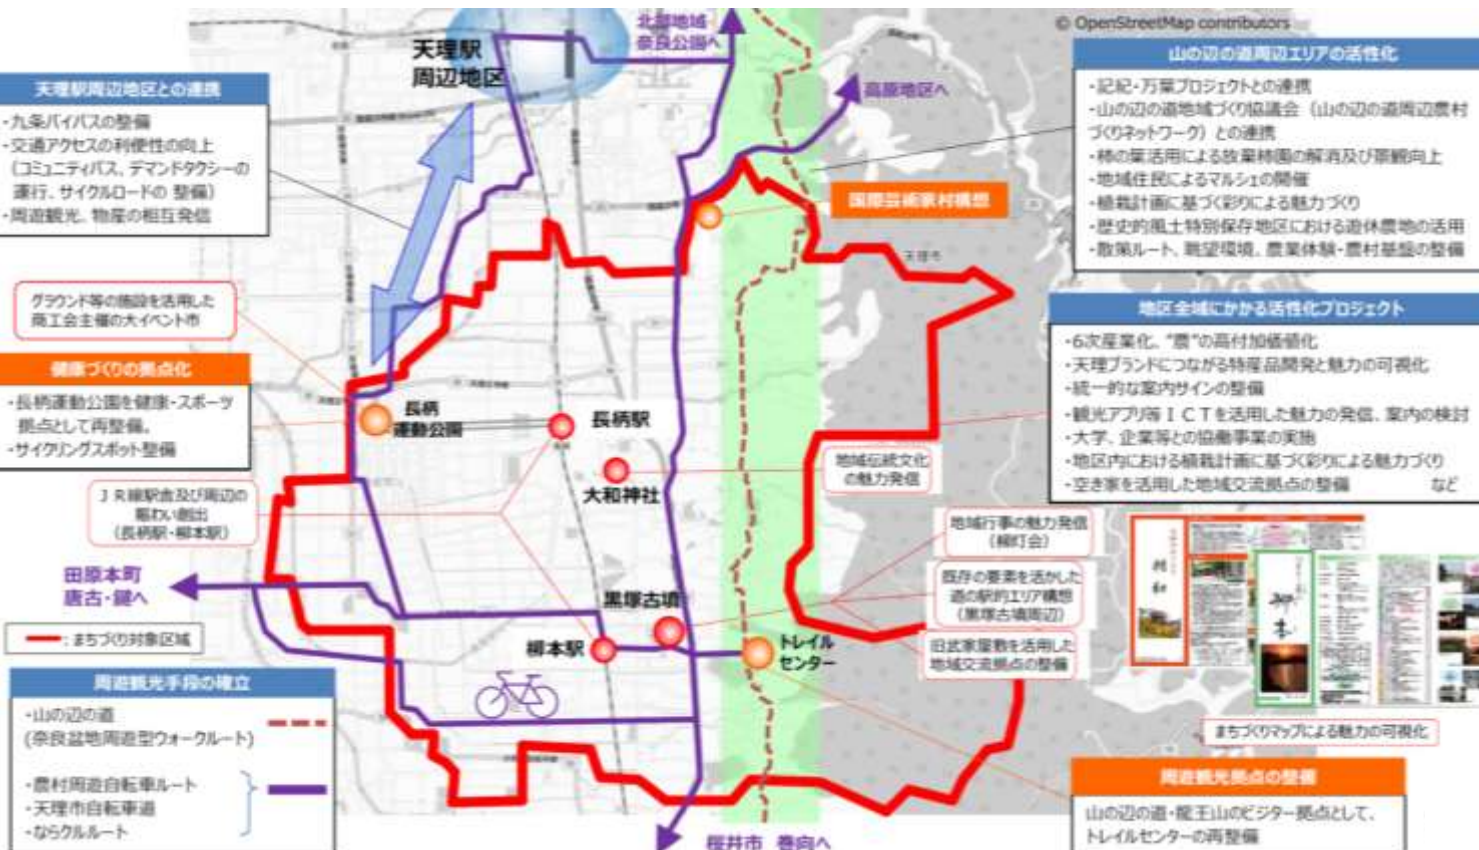 © OpenStreetMap contributors
北部地域
奈良公園へ
天理駅
周辺地区
高原地区へ
天理駅周辺地区との連携
・九条バイパスの整備
・交通アクセスの利便性の向上
（コミュニティバス、デマンドタクシーの
運行、サイクルロードの 整備）
・周遊観光、物産の相互発信
山の辺の道周辺エリアの活性化
・記紀・万葉プロジェクトとの連携
・山の辺の道地域づくり協議会（山の辺の道周辺農村
づくりネットワーク）との連携
・柿の葉活用による放棄柿園の解消及び景観向上
・地域住民によるマルシェの開催
・植栽計画に基づく彩りによる魅力づくり
・歴史的風土特別保存地区における遊休農地の活用
・散策ルート、眺望環境、農業体験・農村基盤の整備
国際芸術家村構想
天理市
グラウンド等の施設を活用した
商工会主催の大イベント市
健康づくりの拠点化
・長柄運動公園を健康・スポーツ
拠点として再整備。
・サイクリングスポット整備
地区全域にかかる活性化プロジェクト
・6次産業化、“農”の高付加価値化
・天理ブランドにつながる特産品開発と魅力の可視化
・統一的な案内サインの整備
・観光アプリ等ＩＣＴを活用した魅力の発信、案内の検討
・大学、企業等との協働事業の実施
・地区内における植栽計画に基づく彩りによる魅力づくり
・空き家を活用した地域交流拠点の整備 など
長柄
運動公園
長柄駅
大和神社
地域伝統文化
の魅力発信
ＪＲ線駅舎及び周辺の
賑わい創出
（長柄駅・柳本駅）
地域行事の魅力発信
（柳灯会）
既存の要素を活かした
道の駅的エリア構想
（黒塚古墳周辺）
旧武家屋敷を活用した
地域交流拠点の整備
田原本町
唐古・鍵へ
黒塚古墳
柳本駅
トレイル
センター
：まちづくり対象区域
周遊観光手段の確立
・山の辺の道
(奈良盆地周遊型ウォークルート)
・農村周遊自転車ルート
・天理市自転車道
・ならクルルート
柳本
まちづくりマップによる魅力の可視化
周遊観光拠点の整備
山の辺の道・龍王山のビジター拠点として、
トレイルセンターの再整備
桜井市 巻向へ